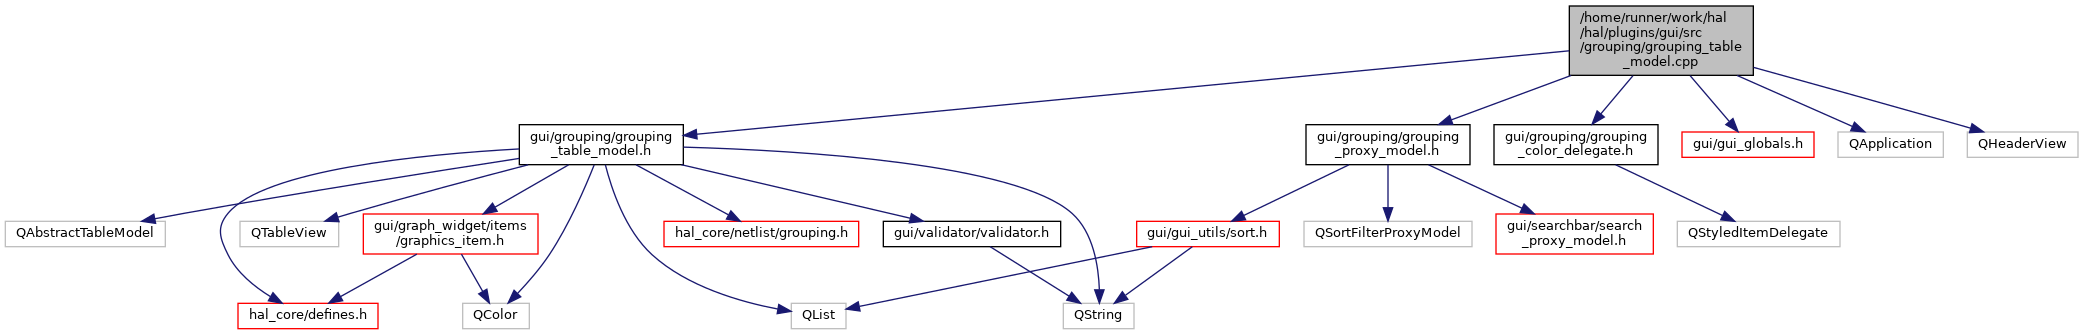 /home/runner/work/hal
/hal/plugins/gui/src
/grouping/grouping_table
_model.cpp
gui/grouping/grouping
_table_model.h
gui/grouping/grouping
_proxy_model.h
gui/grouping/grouping
_color_delegate.h
gui/gui_globals.h
QApplication
QHeaderView
QAbstractTableModel
QTableView
gui/graph_widget/items
/graphics_item.h
hal_core/netlist/grouping.h
gui/validator/validator.h
gui/gui_utils/sort.h
QSortFilterProxyModel
gui/searchbar/search
_proxy_model.h
QStyledItemDelegate
hal_core/defines.h
QColor
QList
QString